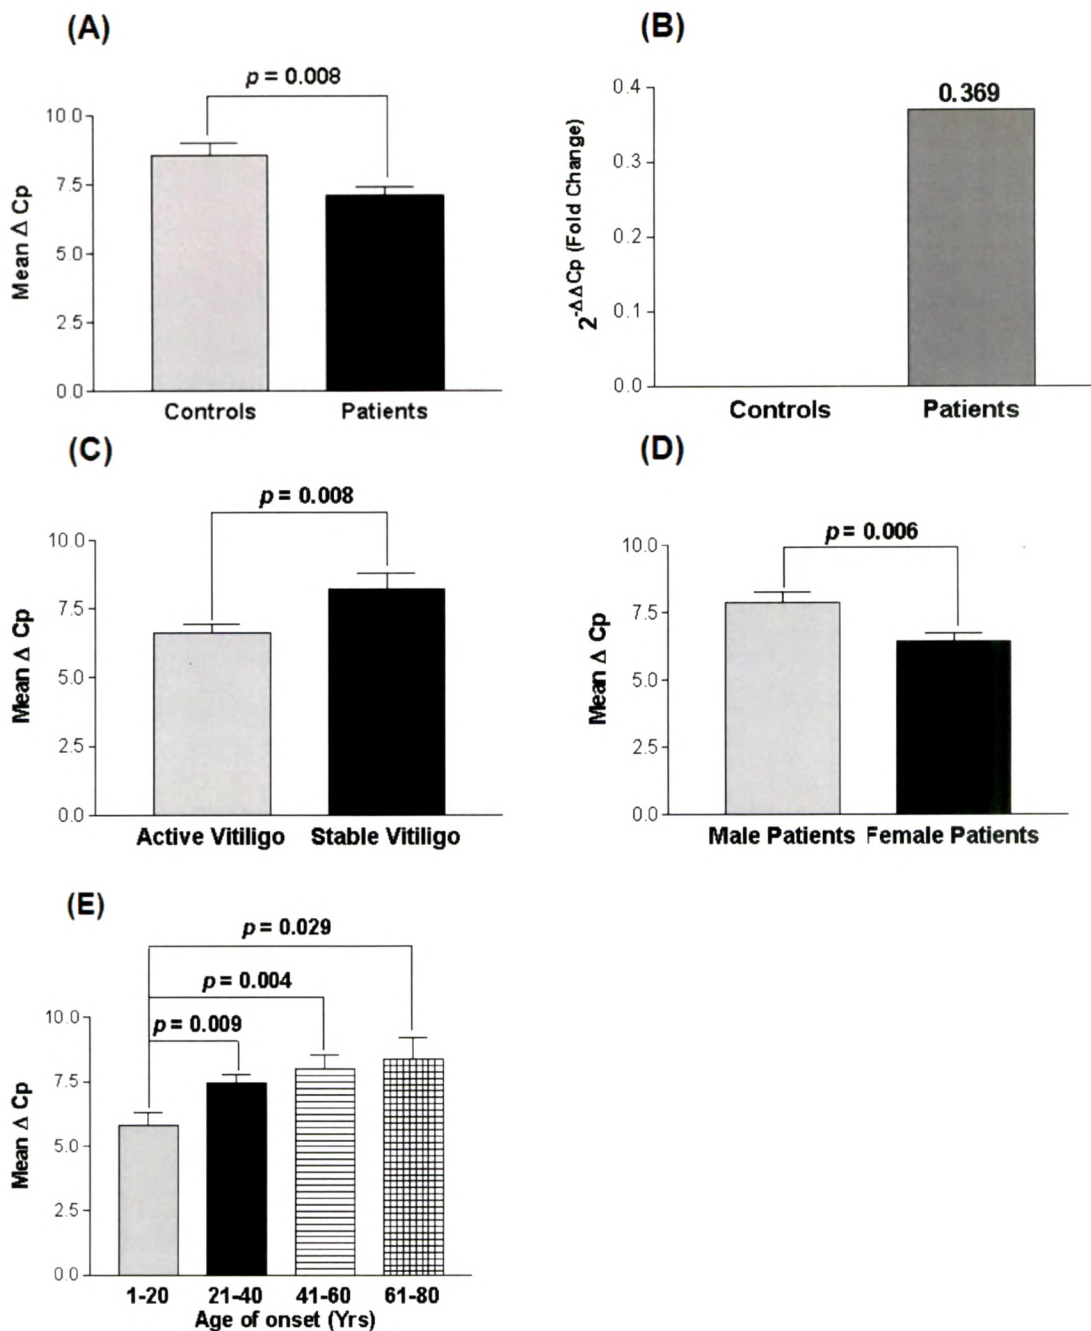 (A)
p = 0.008
10.0
7.5
5.0
2.5
0.0
Mean Δ Cp
Controls Patients
(B)
0.4
0.3
0.2
0.1
0.0
2^-ΔΔCp (Fold Change)
0.369
Controls Patients
(C)
p = 0.008
10.0
7.5
5.0
2.5
0.0
Mean Δ Cp
Active Vitiligo Stable Vitiligo
(D)
p = 0.006
10.0
7.5
5.0
2.5
0.0
Mean Δ Cp
Male Patients Female Patients
(E)
p = 0.029
p = 0.004
p = 0.009
10.0
7.5
5.0
2.5
0.0
Mean Δ Cp
1-20 21-40 41-60 61-80
Age of onset (Yrs)